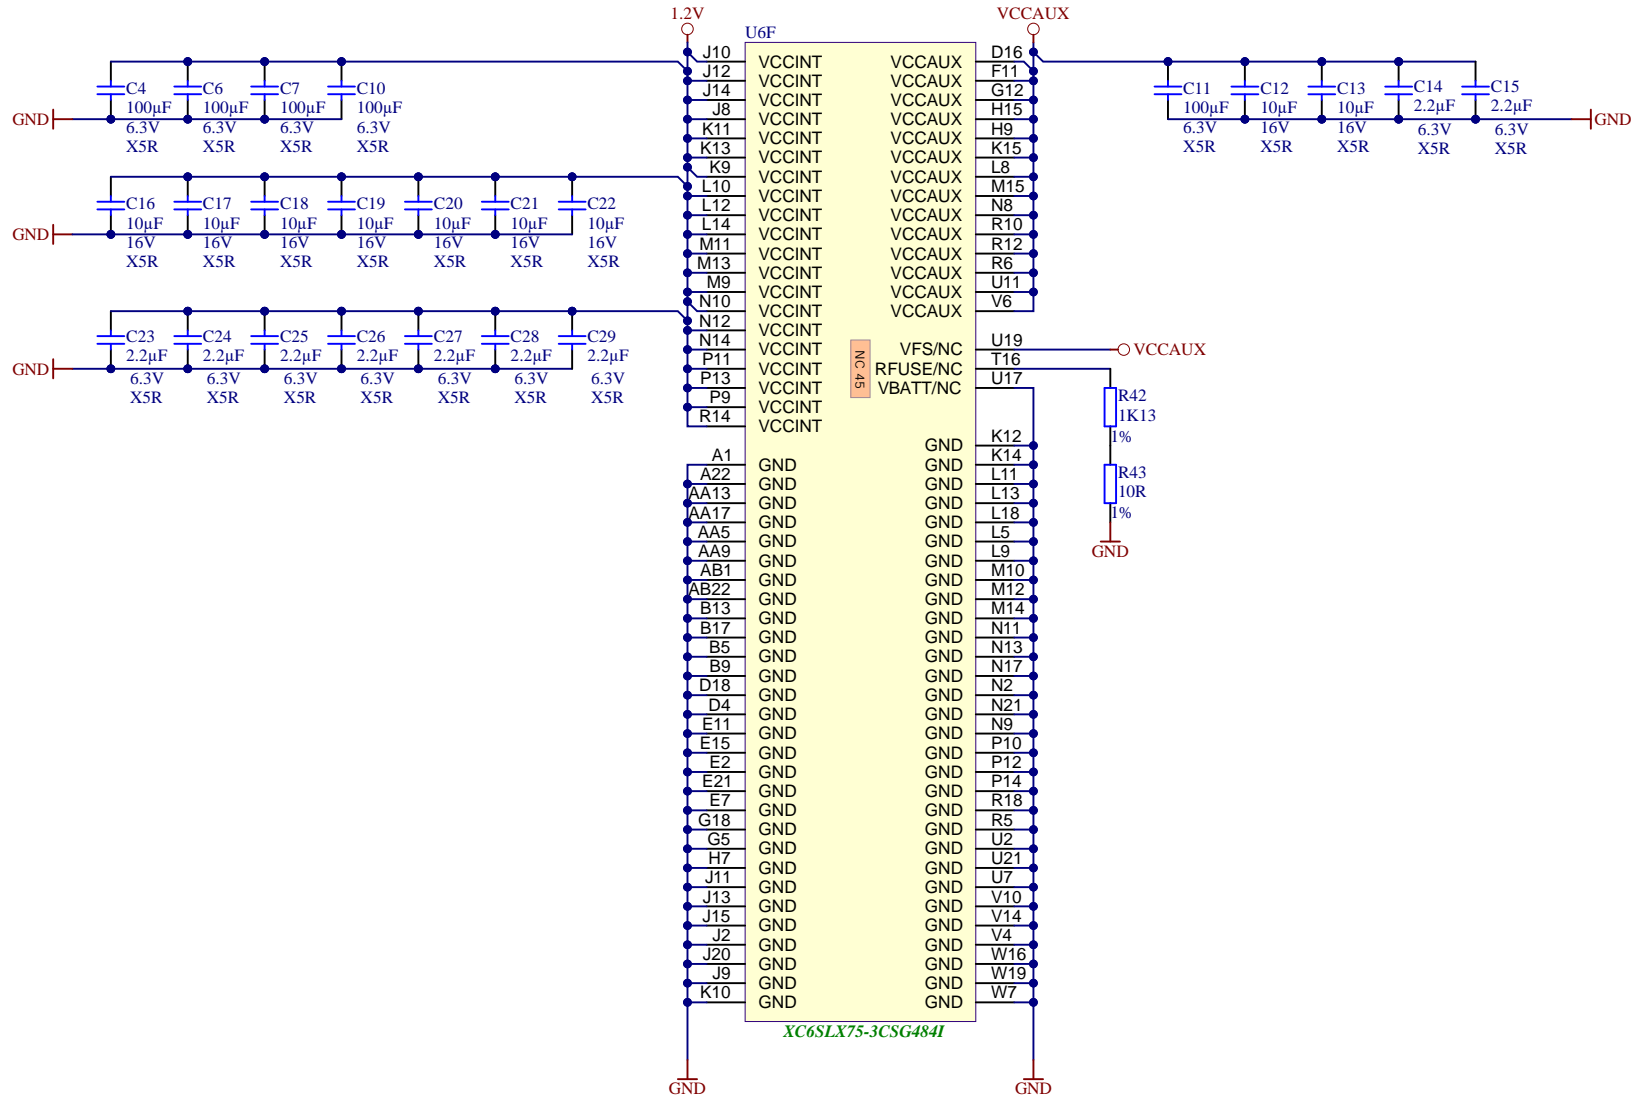 1.2V
VCCAUX
U6F
J10 VCCINT
J12 VCCINT
J14 VCCINT
J8 VCCINT
K11 VCCINT
K13 VCCINT
K9 VCCINT
L10 VCCINT
L12 VCCINT
L14 VCCINT
M11 VCCINT
M13 VCCINT
M9 VCCINT
N10 VCCINT
N12 VCCINT
N14 VCCINT
P11 VCCINT
P13 VCCINT
P9 VCCINT
R14 VCCINT
A1 GND
A22 GND
AA13 GND
AA17 GND
AA5 GND
AA9 GND
AB1 GND
AB22 GND
B13 GND
B17 GND
B5 GND
B9 GND
D18 GND
D4 GND
E11 GND
E15 GND
E2 GND
E21 GND
E7 GND
G18 GND
G5 GND
H7 GND
J11 GND
J13 GND
J15 GND
J2 GND
J20 GND
J9 GND
K10 GND
VCCAUX D16
VCCAUX F11
VCCAUX G12
VCCAUX H15
VCCAUX H9
VCCAUX K15
VCCAUX L8
VCCAUX M15
VCCAUX N8
VCCAUX R10
VCCAUX R12
VCCAUX R6
VCCAUX U11
VCCAUX V6
VFS/NC U19
RFUSE/NC T16
VBATT/NC U17
NC 45
GND K12
GND K14
GND L11
GND L13
GND L18
GND L5
GND L9
GND M10
GND M12
GND M14
GND N11
GND N13
GND N17
GND N2
GND N21
GND N9
GND P10
GND P12
GND P14
GND R18
GND R5
GND U2
GND U21
GND U7
GND V10
GND V14
GND V4
GND W16
GND W19
GND W7
XC6SLX75-3CSG484I
GND
GND
GND
C4
100µF
6.3V
X5R
C6
100µF
6.3V
X5R
C7
100µF
6.3V
X5R
C10
100µF
6.3V
X5R
GND
C16
10µF
16V
X5R
C17
10µF
16V
X5R
C18
10µF
16V
X5R
C19
10µF
16V
X5R
C20
10µF
16V
X5R
C21
10µF
16V
X5R
C22
10µF
16V
X5R
GND
C23
2.2µF
6.3V
X5R
C24
2.2µF
6.3V
X5R
C25
2.2µF
6.3V
X5R
C26
2.2µF
6.3V
X5R
C27
2.2µF
6.3V
X5R
C28
2.2µF
6.3V
X5R
C29
2.2µF
6.3V
X5R
C11
100µF
6.3V
X5R
C12
10µF
16V
X5R
C13
10µF
16V
X5R
C14
2.2µF
6.3V
X5R
C15
2.2µF
6.3V
X5R
GND
VCCAUX
R42
1K13
1%
R43
10R
1%
GND